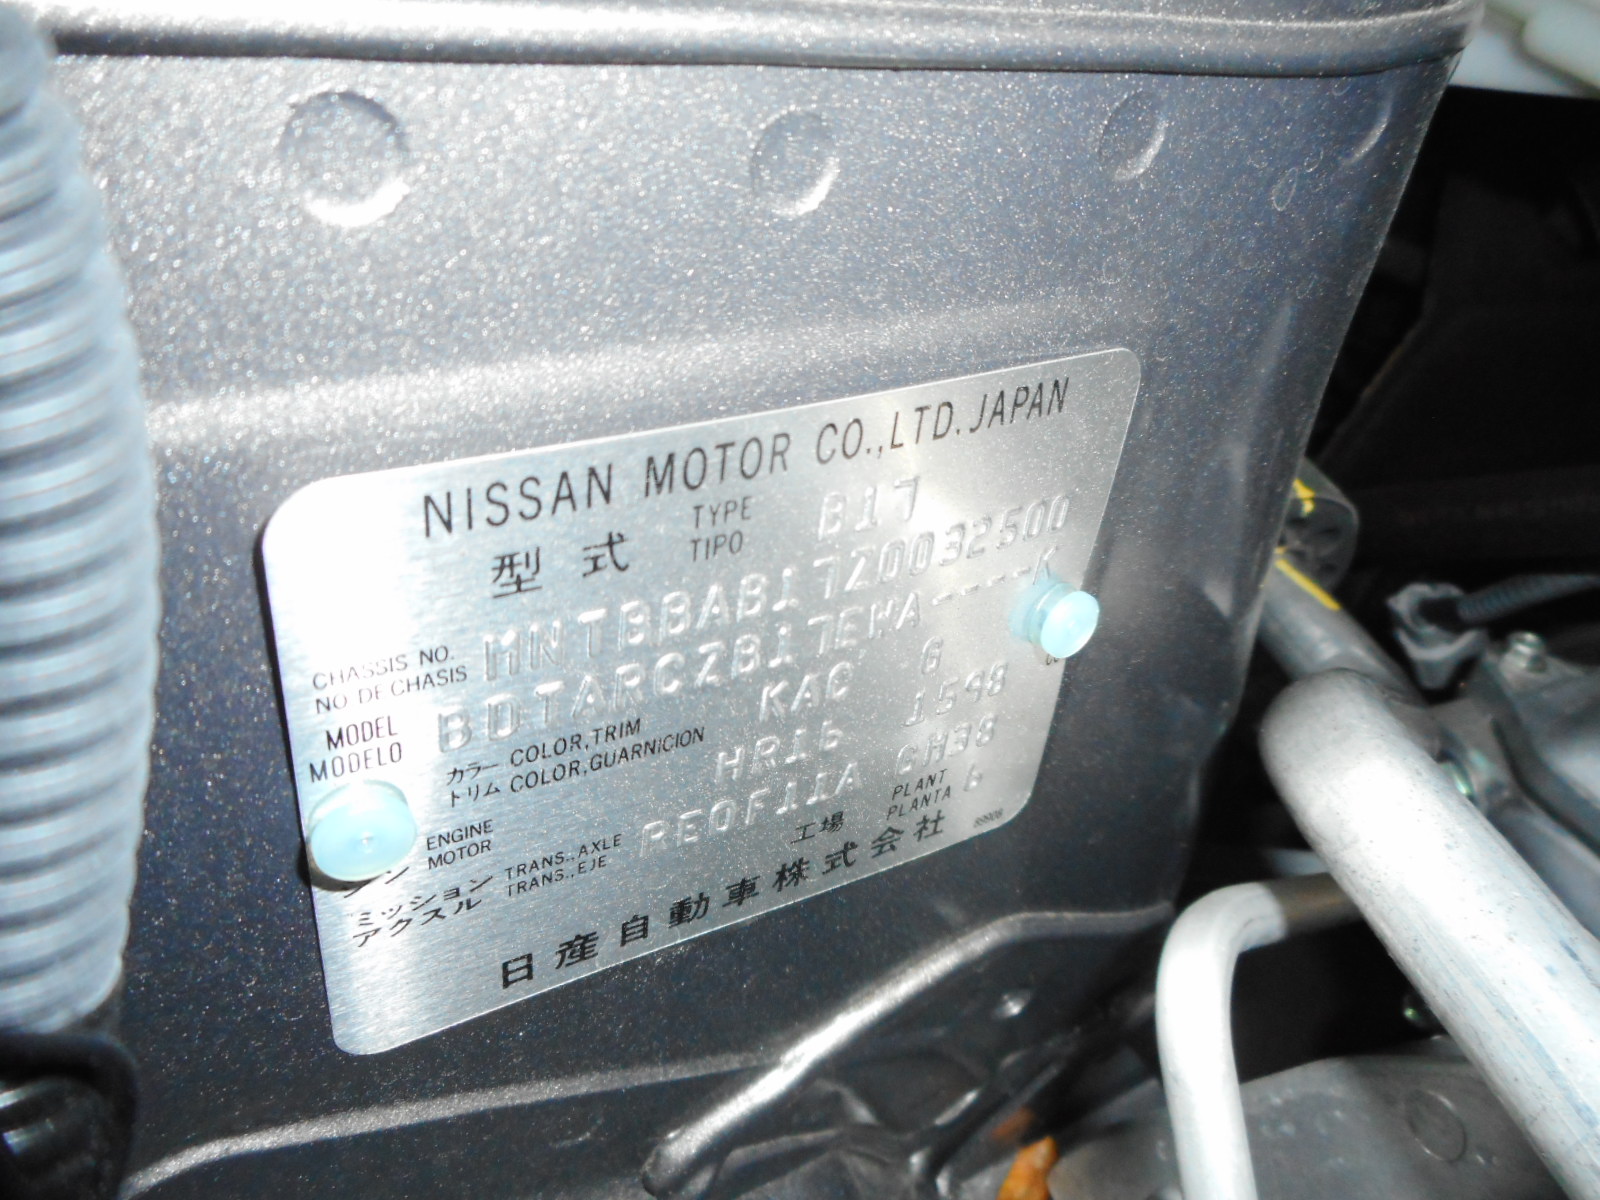 NISSAN MOTOR CO.,LTD. JAPAN
型式 TYPE TIPO B17
CHASSIS NO. NO DE CHASIS MNTBBAB17Z0032500
MODEL MODELO BDTARCZB17EWA----K
カラー トリム COLOR,TRIM COLOR,GUARNICION KAC G
ENGINE MOTOR HR16 1598
ミッション アクスル TRANS.,AXLE TRANS.,EJE RE0F11A GH38
工場 PLANT PLANTA 6
日産自動車株式会社